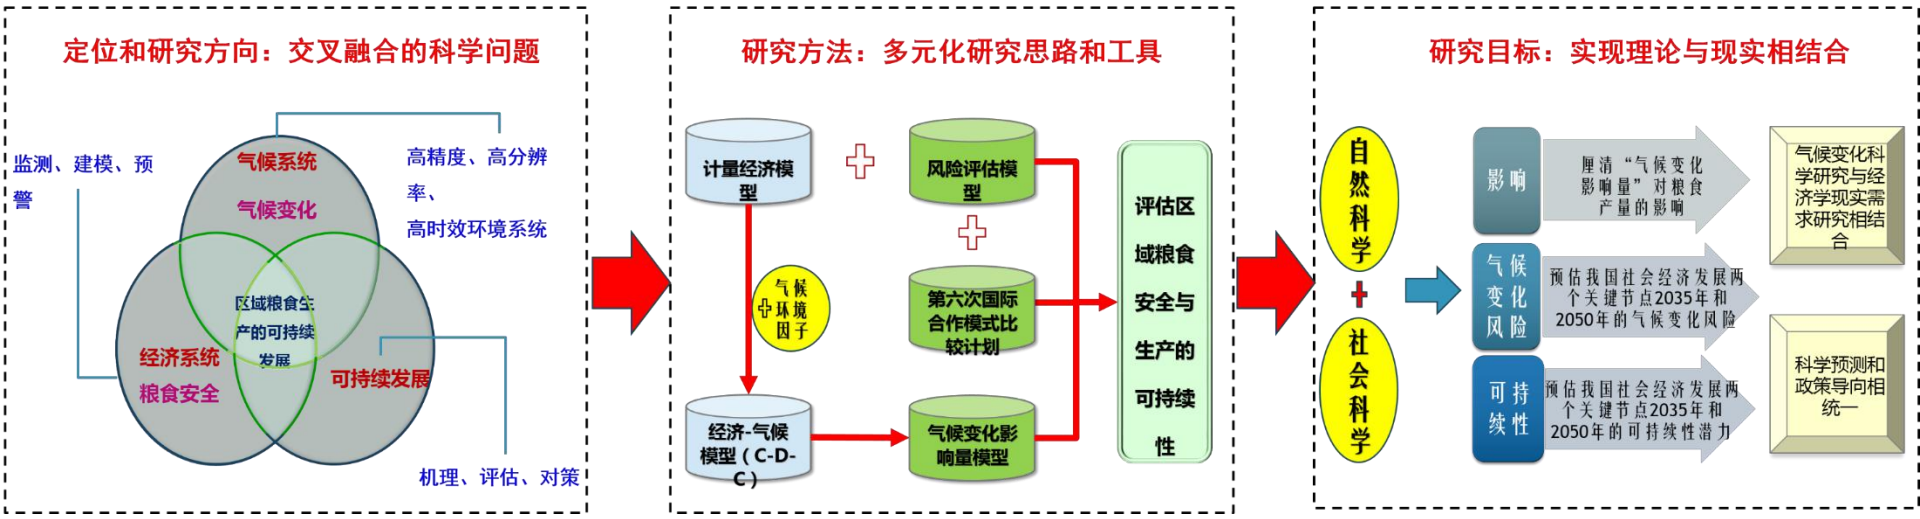 定位和研究方向：交叉融合的科学问题
监测、建模、预
警
气候系统
气候变化
高精度、高分辨
率、
高时效环境系统
区域粮食生
产的可持续
发展
经济系统
粮食安全
可持续发展
机理、评估、对策
研究方法：多元化研究思路和工具
计量经济模
型
风险评估模
型
气候
环境
因子
第六次国际
合作模式比
较计划
经济-气候
模型（C-D-
C）
气候变化影
响量模型
评估区
域粮食
安全与
生产的
可持续
性
研究目标：实现理论与现实相结合
自然科学
+
社会科学
影响
厘清“气候变化
影响量”对粮食
产量的影响
气候
变化
风险
预估我国社会经济发展两
个关键节点2035年和
2050年的气候变化风险
可持
续性
预估我国社会经济发展两
个关键节点2035年和
2050年的可持续性潜力
气候变化科
学研究与经
济学现实需
求研究相结
合
科学预测和
政策导向相
统一